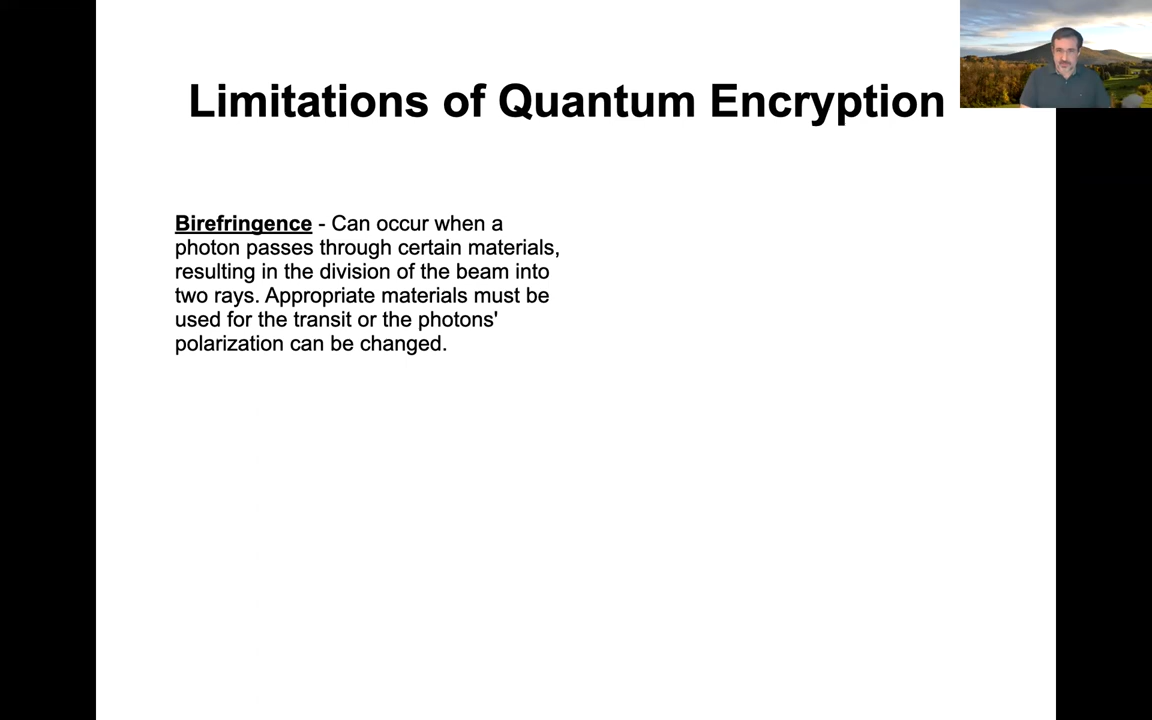 Limitations of Quantum Encryption
Birefringence - Can occur when a
photon passes through certain materials,
resulting in the division of the beam into
two rays. Appropriate materials must be
used for the transit or the photons'
polarization can be changed.